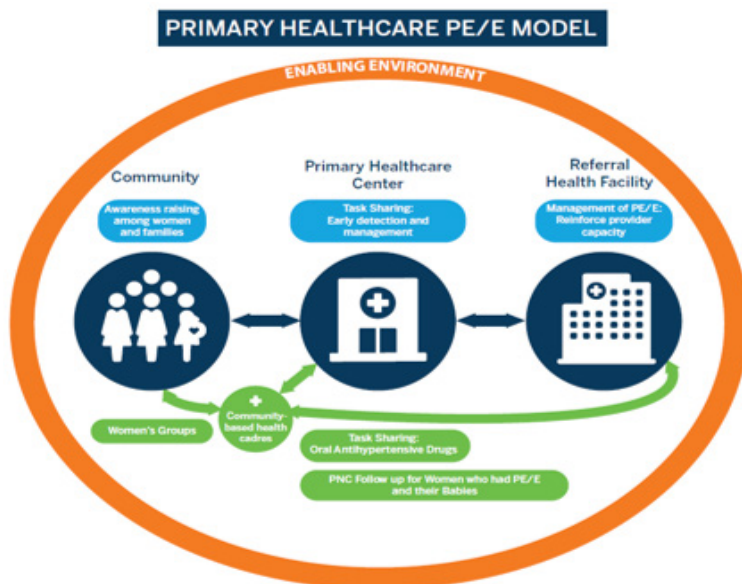 PRIMARY HEALTHCARE PE/E MODEL
ENABLING ENVIRONMENT
Community
Awareness raising
among women
and families
Primary Healthcare
Center
Task Sharing:
Early detection and
management
Referral
Health Facility
Management of PE/E:
Reinforce provider
capacity
Women's Groups
Community-
based health
cadres
Task Sharing:
Oral Antihypertensive Drugs
PNC Follow up for Women who had PE/E
and their Babies